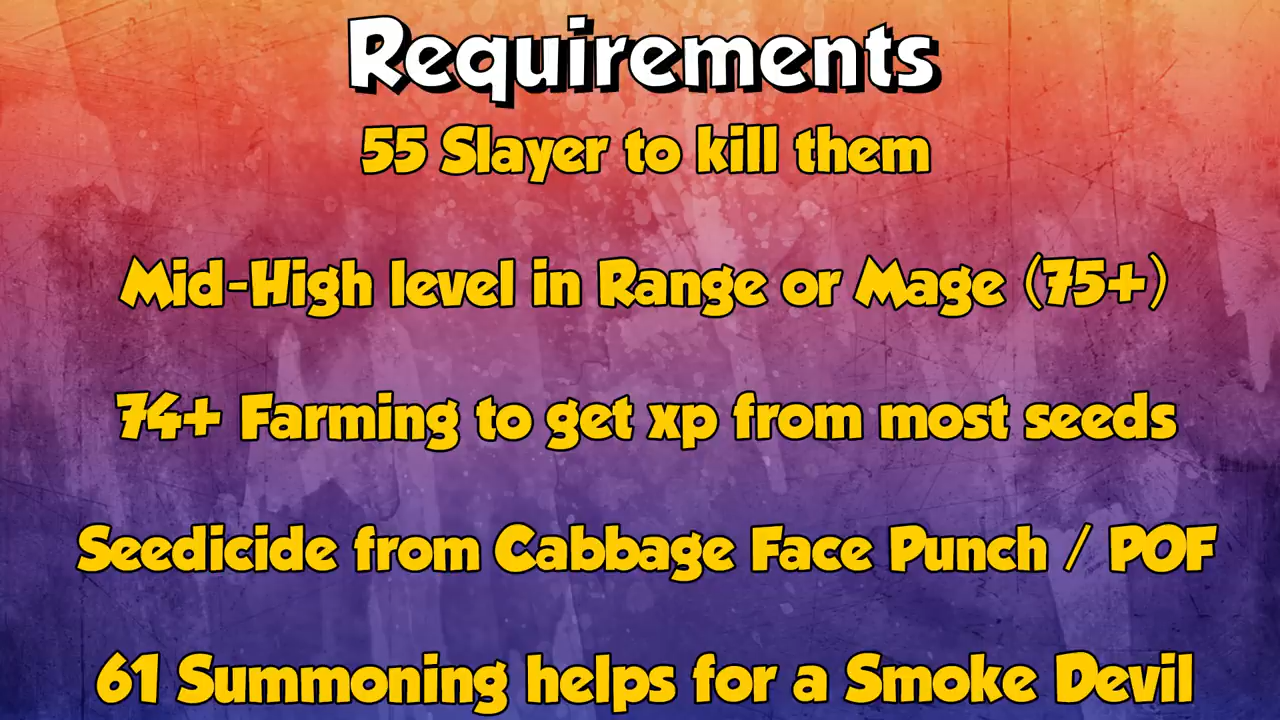 Requirements
55 Slayer to kill them
Mid-High level in Range or Mage (75+)
74+ Farming to get xp from most seeds
Seedicide from Cabbage Face Punch / POF
61 Summoning helps for a Smoke Devil